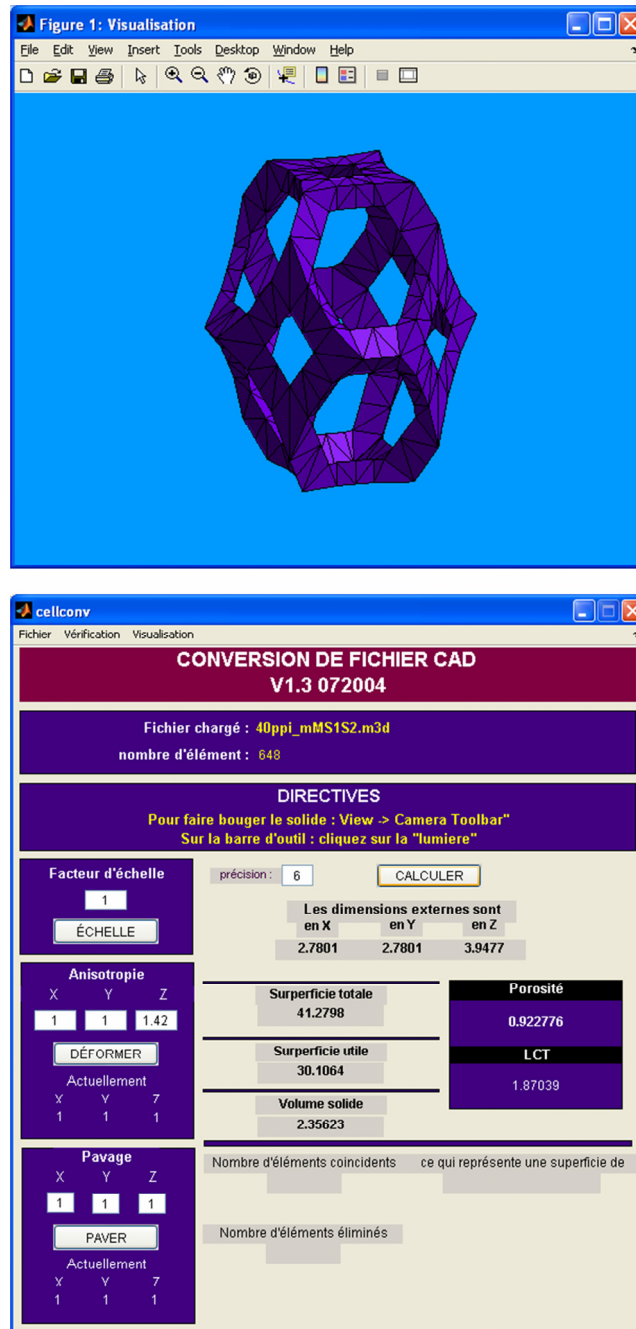 Figure 1: Visualisation
File Edit View Insert Tools Desktop Window Help
cellconv
Fichier Vérification Visualisation
CONVERSION DE FICHIER CAD
V1.3 072004
Fichier chargé : 40ppi_mMS1S2.m3d
nombre d'élément : 648
DIRECTIVES
Pour faire bouger le solide : View -> Camera Toolbar"
Sur la barre d'outil : cliquez sur la "lumiere"
Facteur d'échelle
1
ÉCHELLE
précision : 6 CALCULER
Les dimensions externes sont
en X en Y en Z
2.7801 2.7801 3.9477
Anisotropie
X Y Z
1 1 1.42
DÉFORMER
Actuellement
X Y Z
1 1 1
Surperficie totale
41.2798
Surperficie utile
30.1064
Volume solide
2.35623
Porosité
0.922776
LCT
1.87039
Pavage
X Y Z
1 1 1
PAVER
Actuellement
X Y Z
1 1 1
Nombre d'éléments coincidents ce qui représente une superficie de
Nombre d'éléments éliminés